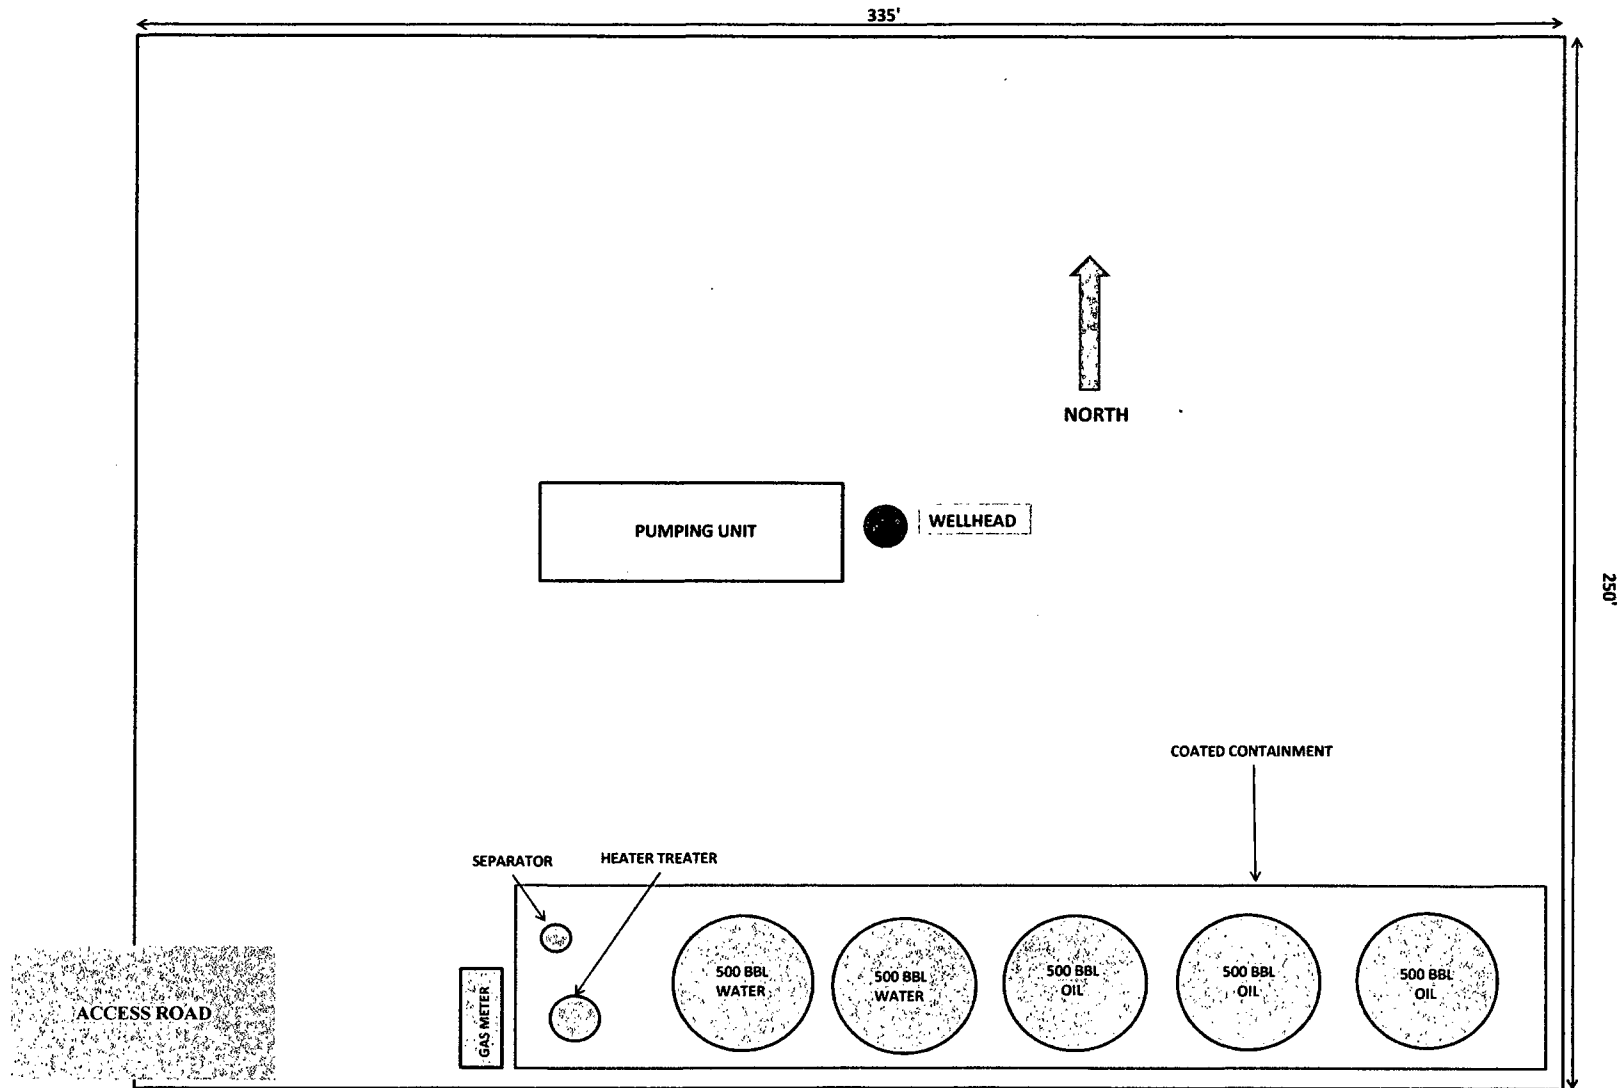 335'
NORTH
PUMPING UNIT
WELLHEAD
250'
COATED CONTAINMENT
SEPARATOR
HEATER TREATER
ACCESS ROAD
GAS METER
500 BBL
WATER
500 BBL
WATER
500 BBL
OIL
500 BBL
OIL
500 BBL
OIL